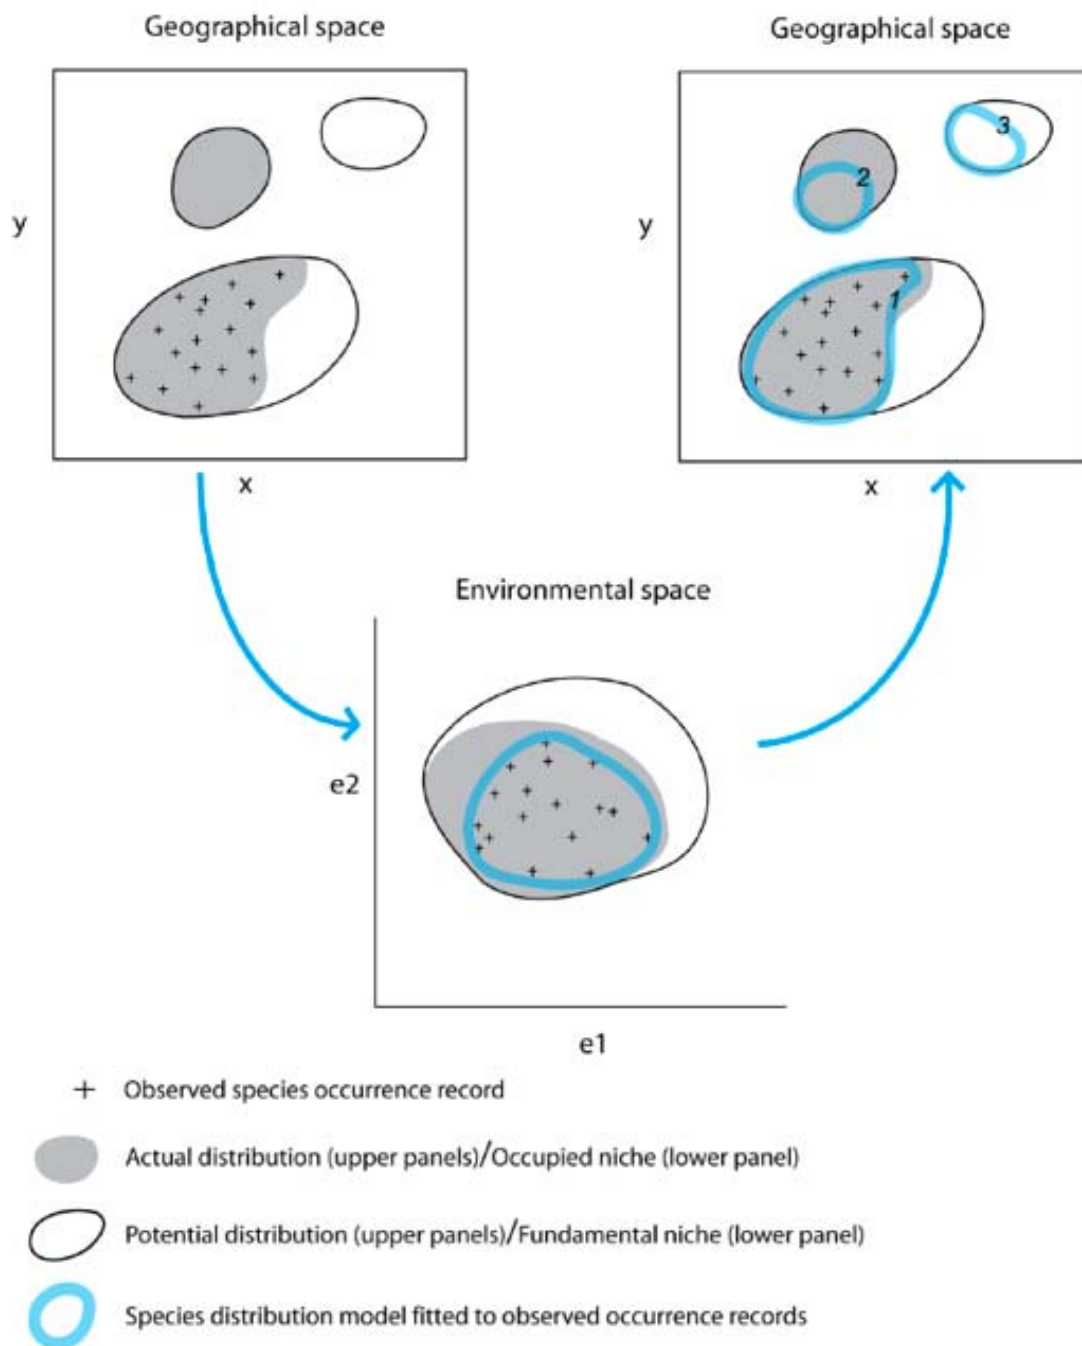 Geographical space
Geographical space
y
y
3
2
1
x
x
Environmental space
e2
e1
Observed species occurrence record
Actual distribution (upper panels)/Occupied niche (lower panel)
Potential distribution (upper panels)/Fundamental niche (lower panel)
Species distribution model fitted to observed occurrence records